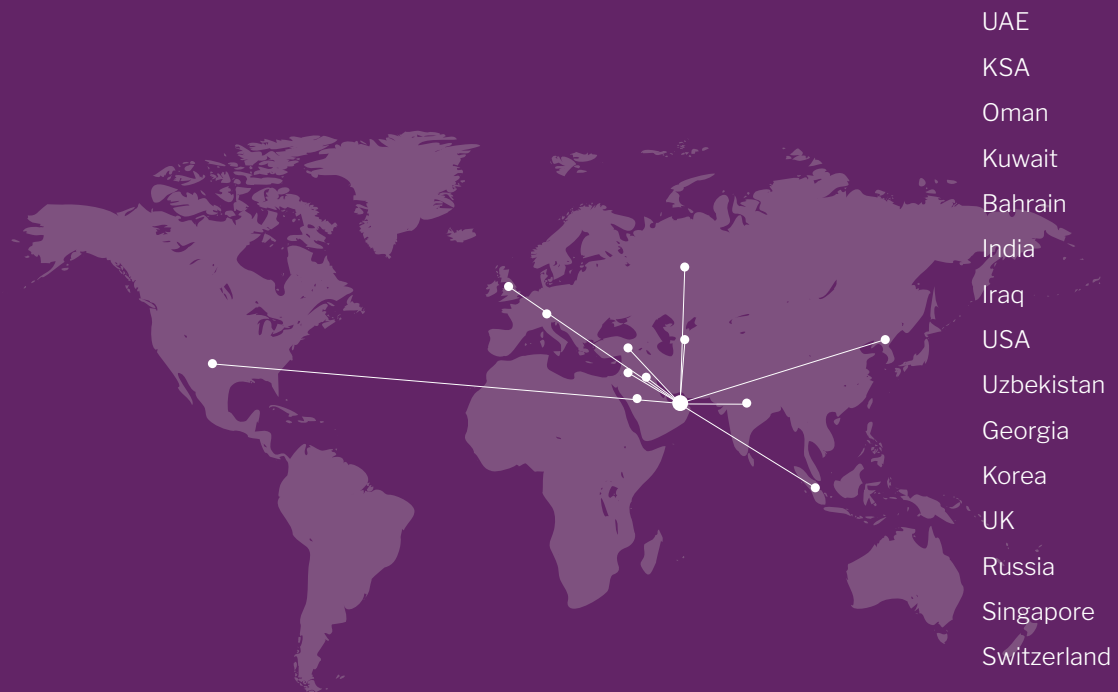 UAE
KSA
Oman
Kuwait
Bahrain
India
Iraq
USA
Uzbekistan
Georgia
Korea
UK
Russia
Singapore
Switzerland